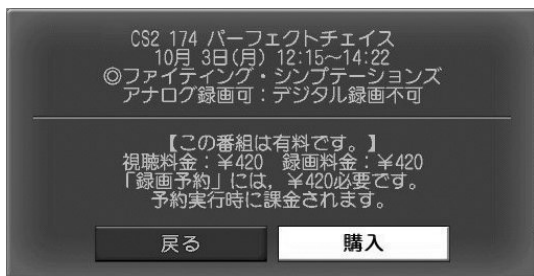 CS2 174 パーフェクトチェイス
10月 3日(月) 12:15～14:22
◎ファイティング・シンプテーションズ
アナログ録画可：デジタル録画不可
【この番組は有料です。】
視聴料金：￥420 録画料金：￥420
「録画予約」には，￥420必要です。
予約実行時に課金されます。
戻る
購入